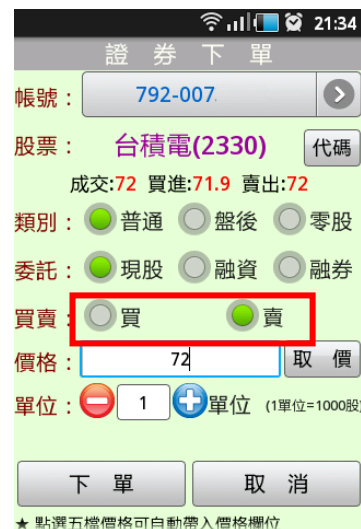 21:34
證券下單
帳號： 792-007.
股票： 台積電(2330) 代碼
成交:72 買進:71.9 賣出:72
類別： 普通 盤後 零股
委託： 現股 融資 融券
買賣： 買 賣
價格： 72 取 價
單位： 1 單位 (1單位=1000股)
下 單 取 消
★ 點選五檔價格可自動帶入價格欄位